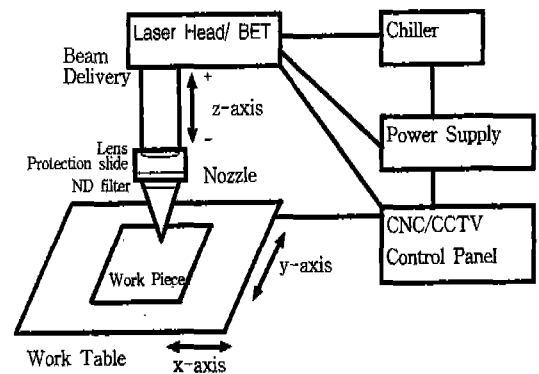 Laser Head/ BET
Chiller
Beam
Delivery
+
z-axis
-
Power Supply
Lens
Protection slide
ND filter
Nozzle
CNC/CCTV
Control Panel
y-axis
Work Piece
Work Table
x-axis